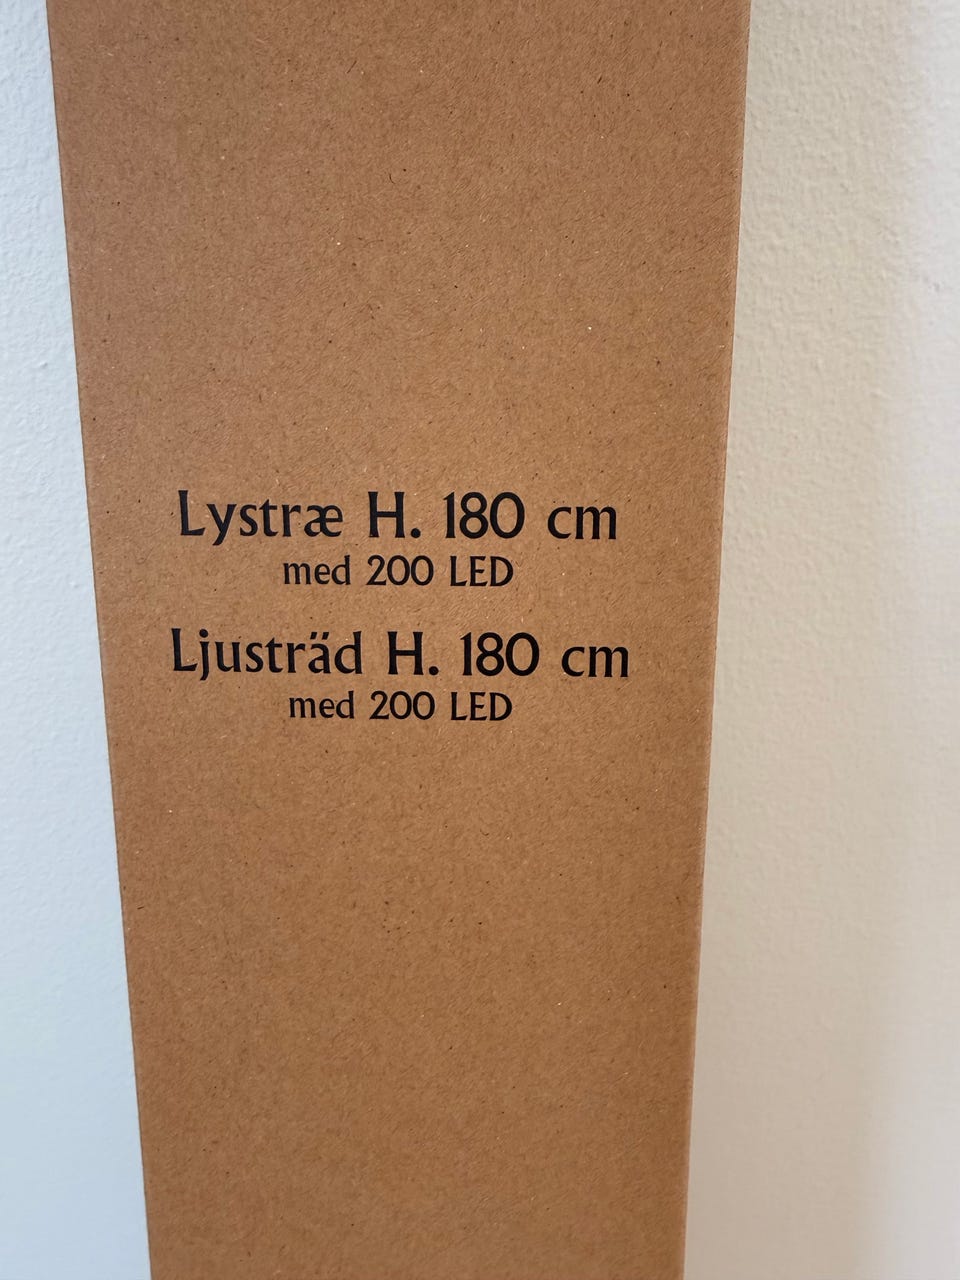 Lystræ H. 180 cm
med 200 LED
Ljusträd H. 180 cm
med 200 LED